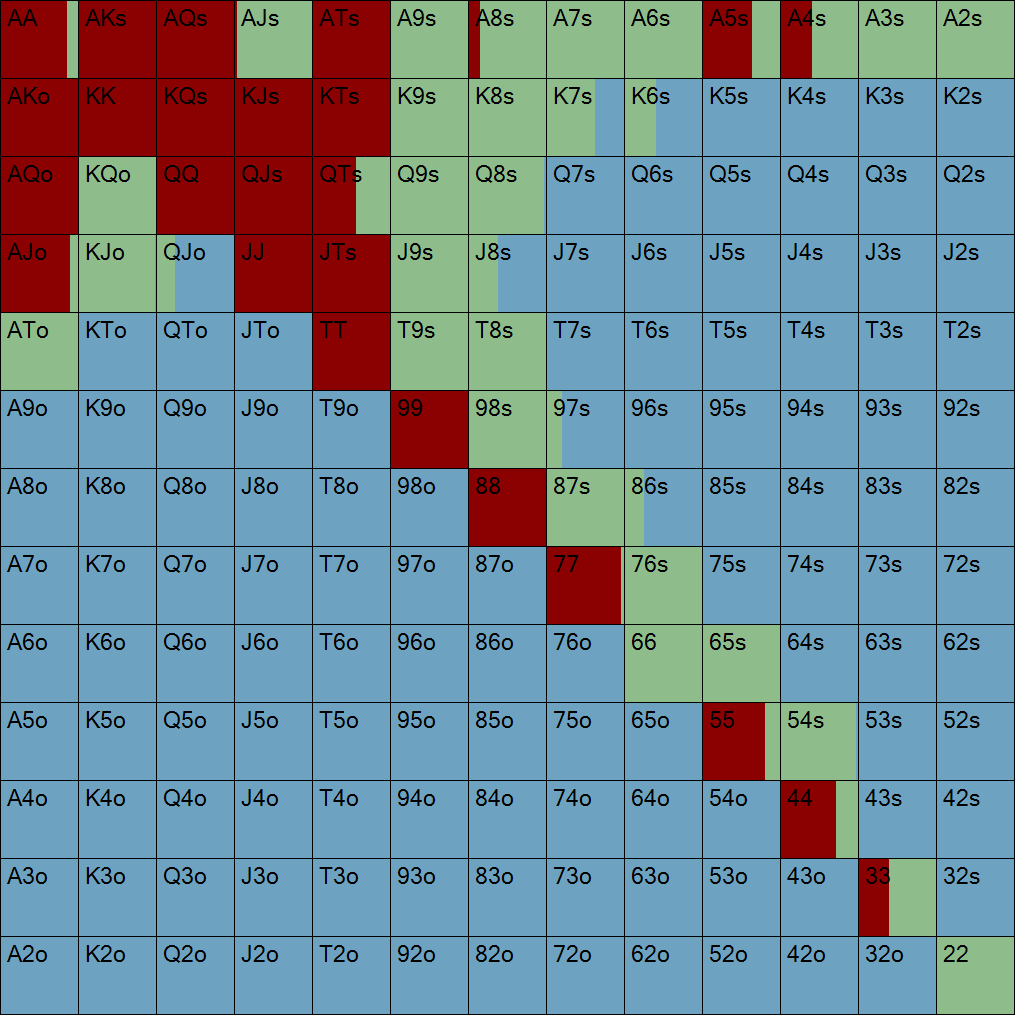 AA AKs AQs AJs ATs A9s A8s A7s A6s A5s A4s A3s A2s
AKo KK KQs KJs KTs K9s K8s K7s K6s K5s K4s K3s K2s
AQo KQo QQ QJs QTs Q9s Q8s Q7s Q6s Q5s Q4s Q3s Q2s
AJo KJo QJo JJ JTs J9s J8s J7s J6s J5s J4s J3s J2s
ATo KTo QTo JTo TT T9s T8s T7s T6s T5s T4s T3s T2s
A9o K9o Q9o J9o T9o 99 98s 97s 96s 95s 94s 93s 92s
A8o K8o Q8o J8o T8o 98o 88 87s 86s 85s 84s 83s 82s
A7o K7o Q7o J7o T7o 97o 87o 77 76s 75s 74s 73s 72s
A6o K6o Q6o J6o T6o 96o 86o 76o 66 65s 64s 63s 62s
A5o K5o Q5o J5o T5o 95o 85o 75o 65o 55 54s 53s 52s
A4o K4o Q4o J4o T4o 94o 84o 74o 64o 54o 44 43s 42s
A3o K3o Q3o J3o T3o 93o 83o 73o 63o 53o 43o 33 32s
A2o K2o Q2o J2o T2o 92o 82o 72o 62o 52o 42o 32o 22